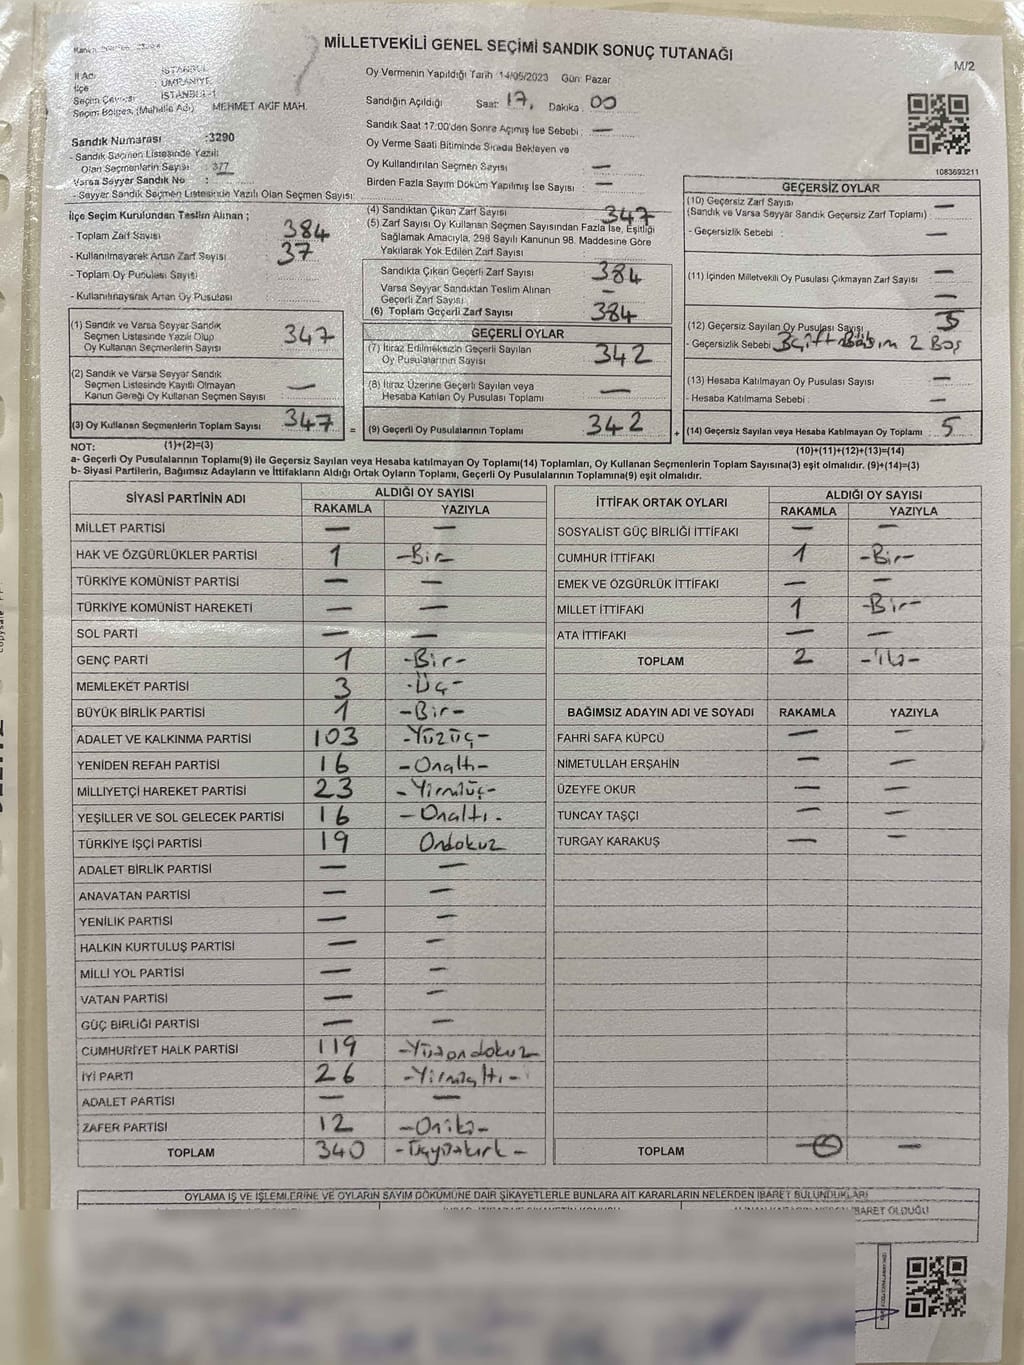 MİLLETVEKİLİ GENEL SEÇİMİ SANDIK SONUÇ TUTANAĞI
M/2
İl Adı İSTANBUL
İlçe ÜMRANİYE
Seçim Çevresi İSTANBUL-1
Seçim Bölgesi, (Mahalle Adı) MEHMET AKİF MAH.
Sandık Numarası :3290
- Sandık Seçmen Listesinde Yazılı
Olan Seçmenlerin Sayısı : 377
Varsa Seyyar Sandık No :
- Seyyar Sandık Seçmen Listesinde Yazılı Olan Seçmen Sayısı:
Oy Vermenin Yapıldığı Tarih 14/05/2023 Gün: Pazar
Sandığın Açıldığı Saat: 17, Dakika: 00
Sandık Saat 17:00'den Sonra Açmış İse Sebebi : —
Oy Verme Saati Bitiminde Sırada Bekleyen ve
Oy Kullandırılan Seçmen Sayısı —
Birden Fazla Sayım Döküm Yapılmış İse Sayısı : —
1083693211
İlçe Seçim Kurulundan Teslim Alınan ;
- Toplam Zarf Sayısı 384
- Kullanılmayarak Artan Zarf Sayısı : 37
- Toplam Oy Pusulası Sayısı :
- Kullanılmayarak Artan Oy Pusulası :
(1) Sandık ve Varsa Seyyar Sandık
Seçmen Listesinde Yazılı Olup
Oy Kullanan Seçmenlerin Sayısı 347
(2) Sandık ve Varsa Seyyar Sandık
Seçmen Listesinde Kayıtlı Olmayan
Kanun Gereği Oy Kullanan Seçmen Sayısı —
(3) Oy Kullanan Seçmenlerin Toplam Sayısı 347
(4) Sandıktan Çıkan Zarf Sayısı 347
(5) Zarf Sayısı Oy Kullanan Seçmen Sayısından Fazla İse, Eşitliği
Sağlamak Amacıyla, 298 Sayılı Kanunun 98. Maddesine Göre
Yakılarak Yok Edilen Zarf Sayısı
Sandıkta Çıkan Geçerli Zarf Sayısı 384
Varsa Seyyar Sandıktan Teslim Alınan
Geçerli Zarf Sayısı —
(6) Toplam Geçerli Zarf Sayısı 384
GEÇERLİ OYLAR
(7) İtiraz Edilmeksizin Geçerli Sayılan
Oy Pusulalarının Sayısı 342
(8) İtiraz Üzerine Geçerli Sayılan veya
Hesaba Katılan Oy Pusulası Toplamı —
= (9) Geçerli Oy Pusulalarının Toplamı 342
GEÇERSİZ OYLAR
(10) Geçersiz Zarf Sayısı
(Sandık ve Varsa Seyyar Sandık Geçersiz Zarf Toplamı) —
- Geçersizlik Sebebi : —
(11) İçinden Milletvekili Oy Pusulası Çıkmayan Zarf Sayısı —
—
(12) Geçersiz Sayılan Oy Pusulası Sayısı 5
- Geçersizlik Sebebi 3 Çift Basım 2 Boş
(13) Hesaba Katılmayan Oy Pusulası Sayısı —
- Hesaba Katılmama Sebebi : —
+ (14) Geçersiz Sayılan veya Hesaba Katılmayan Oy Toplamı 5
NOT: (1)+(2)=(3) (10)+(11)+(12)+(13)=(14)
a- Geçerli Oy Pusulalarının Toplamı(9) ile Geçersiz Sayılan veya Hesaba katılmayan Oy Toplamı(14) Toplamları, Oy Kullanan Seçmenlerin Toplam Sayısına(3) eşit olmalıdır. (9)+(14)=(3)
b- Siyasi Partilerin, Bağımsız Adayların ve İttifakların Aldığı Ortak Oyların Toplamı, Geçerli Oy Pusulalarının Toplamına(9) eşit olmalıdır.
SİYASİ PARTİNİN ADI ALDIĞI OY SAYISI
RAKAMLA YAZIYLA
MİLLET PARTİSİ — —
HAK VE ÖZGÜRLÜKLER PARTİSİ 1 -Bir-
TÜRKİYE KOMÜNİST PARTİSİ — —
TÜRKİYE KOMÜNİST HAREKETİ — —
SOL PARTİ — —
GENÇ PARTİ 1 -Bir-
MEMLEKET PARTİSİ 3 -Üç-
BÜYÜK BİRLİK PARTİSİ 1 -Bir-
ADALET VE KALKINMA PARTİSİ 103 -Yüzüç-
YENİDEN REFAH PARTİSİ 16 -Onaltı-
MİLLİYETÇİ HAREKET PARTİSİ 23 -Yirmiüç-
YEŞİLLER VE SOL GELECEK PARTİSİ 16 -Onaltı-
TÜRKİYE İŞÇİ PARTİSİ 19 Ondokuz
ADALET BİRLİK PARTİSİ — —
ANAVATAN PARTİSİ — —
YENİLİK PARTİSİ — —
HALKIN KURTULUŞ PARTİSİ — —
MİLLİ YOL PARTİSİ — —
VATAN PARTİSİ — —
GÜÇ BİRLİĞİ PARTİSİ — —
CUMHURİYET HALK PARTİSİ 119 -Yüzondokuz
İYİ PARTİ 26 -Yirmialtı-
ADALET PARTİSİ — —
ZAFER PARTİSİ 12 -Oniki-
TOPLAM 340 -Üçyüzkırk-
İTTİFAK ORTAK OYLARI ALDIĞI OY SAYISI
RAKAMLA YAZIYLA
SOSYALİST GÜÇ BİRLİĞİ İTTİFAKI — —
CUMHUR İTTİFAKI 1 -Bir-
EMEK VE ÖZGÜRLÜK İTTİFAKI — —
MİLLET İTTİFAKI 1 -Bir-
ATA İTTİFAKI — —
TOPLAM 2 -iki-
BAĞIMSIZ ADAYIN ADI VE SOYADI RAKAMLA YAZIYLA
FAHRİ SAFA KÜPCÜ — —
NİMETULLAH ERŞAHİN — —
ÜZEYFE OKUR — —
TUNCAY TAŞÇI — —
TURGAY KARAKUŞ —
TOPLAM 0 —
OYLAMA İŞ VE İŞLEMLERİNE VE OYLARIN SAYIM DÖKÜMÜNE DAİR ŞİKAYETLERLE BUNLARA AİT KARARLARIN NELERDEN İBARET BULUNDUKLARI
İBARET OLDUĞU